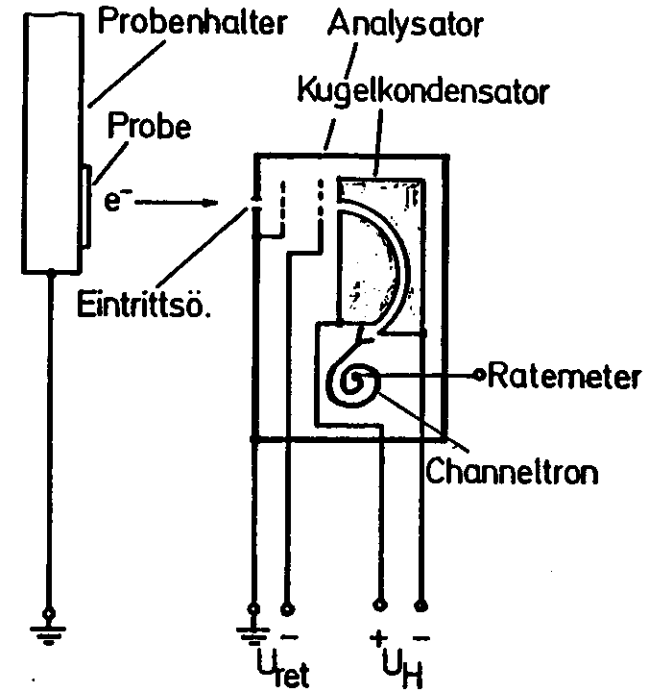 Probenhalter
Analysator
Kugelkondensator
Probe
e⁻
Eintrittsö.
Ratemeter
Channeltron
− + −
U_ret U_H